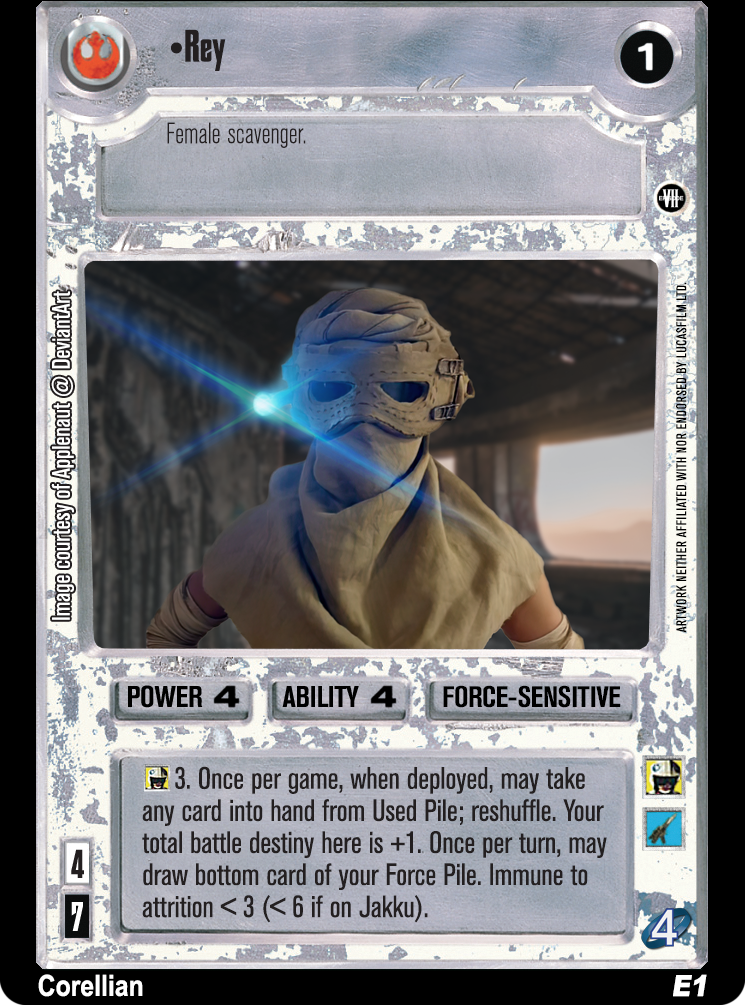 •Rey
1
Female scavenger.
EPISODE VII
Image courtesy of Applenaut @ DeviantArt.
ARTWORK NEITHER AFFILIATED WITH NOR ENDORSED BY LUCASFILM LTD.
POWER 4
ABILITY 4
FORCE-SENSITIVE
3. Once per game, when deployed, may take
any card into hand from Used Pile; reshuffle. Your
total battle destiny here is +1. Once per turn, may
draw bottom card of your Force Pile. Immune to
attrition < 3 (< 6 if on Jakku).
4
7
4
Corellian
E1